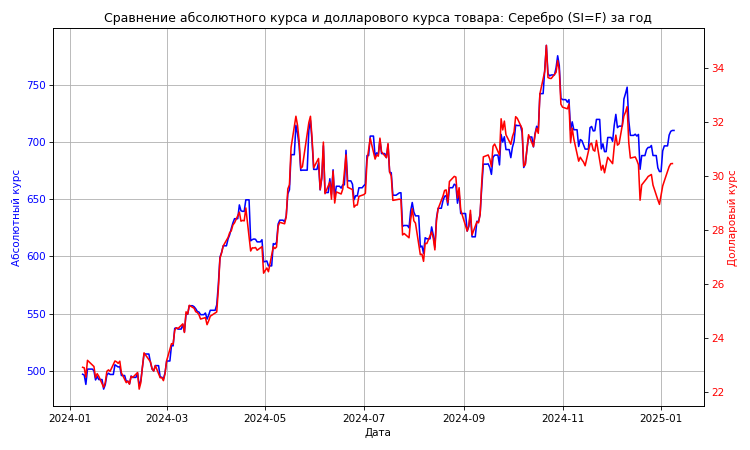 Сравнение абсолютного курса и долларового курса товара: Серебро (SI=F) за год
Абсолютный курс
750
700
650
600
550
500
34
32
30
28
26
24
22
Долларовый курс
2024-01 2024-03 2024-05 2024-07 2024-09 2024-11 2025-01
Дата